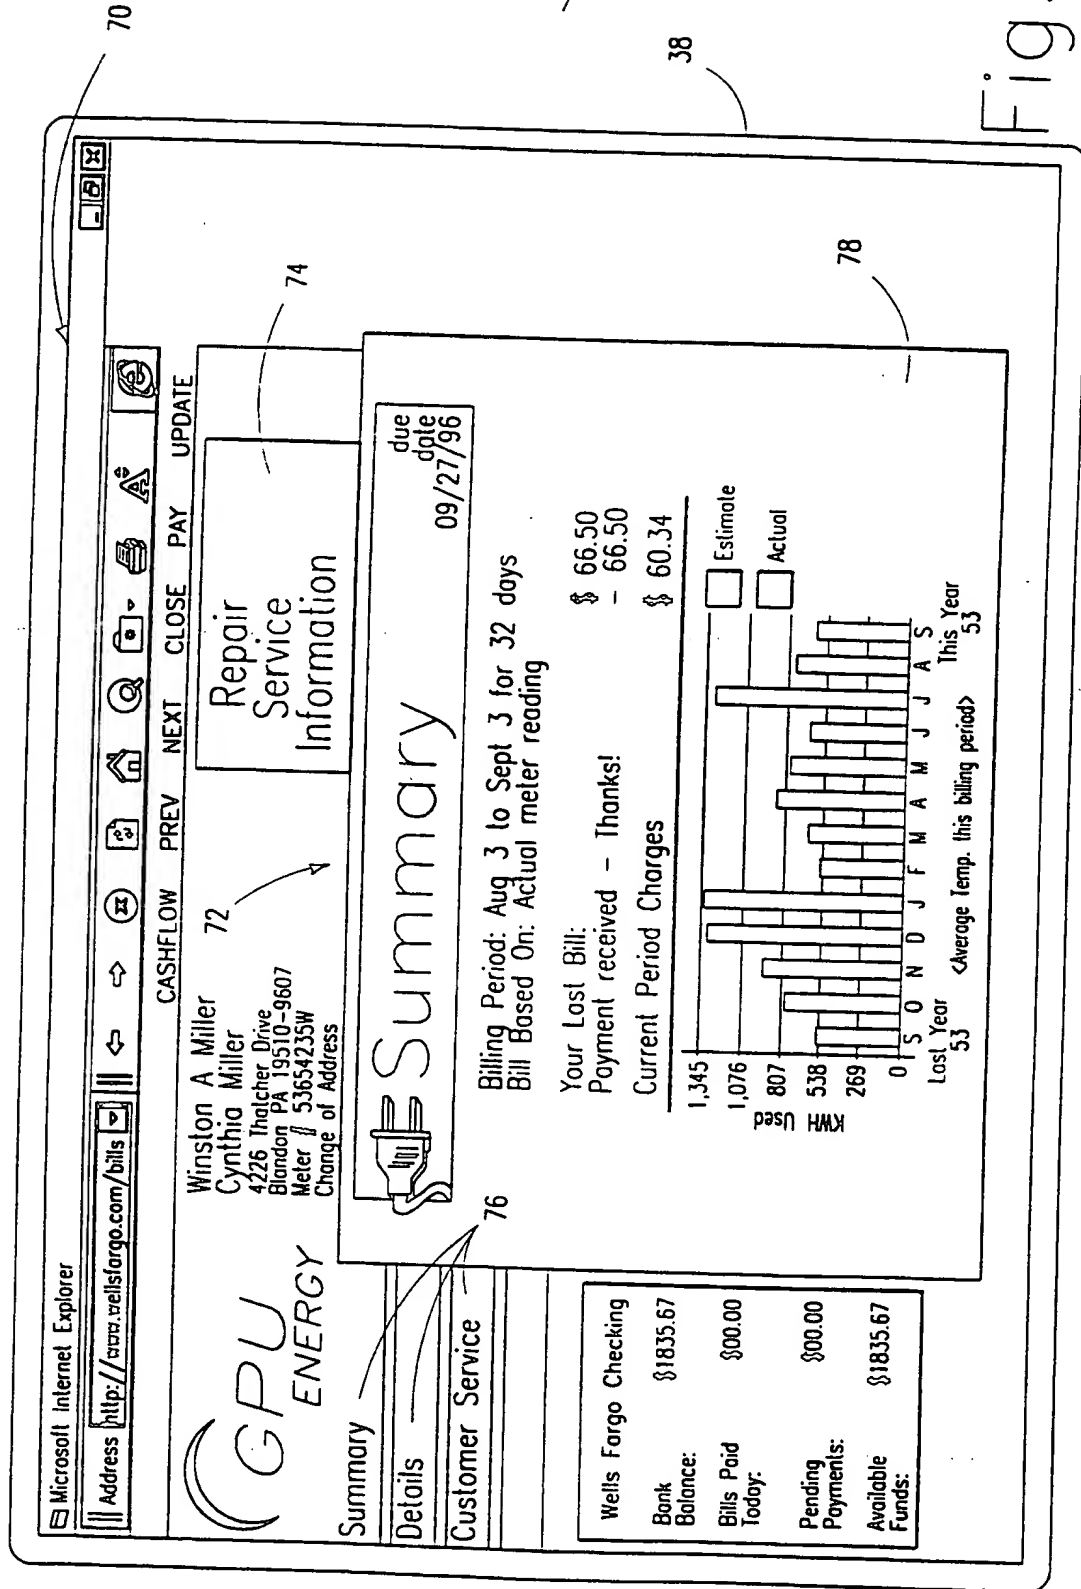 70
Microsoft Internet Explorer
Address http://www.wellsfargo.com/bills
CASHFLOW PREV NEXT CLOSE PAY UPDATE
GPU
ENERGY
Winston A Miller
Cynthia Miller
4226 Thatcher Drive
Blandon PA 19510-9607
Meter # 53654235W
Change of Address
72
Repair
Service
Information
74
Summary
Details
Customer Service
76
Summary
due
date
09/27/96
Billing Period: Aug 3 to Sept 3 for 32 days
Bill Based On: Actual meter reading
Your Last Bill: $ 66.50
Payment received - Thanks! - 66.50
Current Period Charges $ 60.34
KWH Used
1,345
1,076
807
538
269
0
Estimate
Actual
S O N D J F M A M J J A S
Last Year
53
<Average Temp. this billing period>
This Year
53
78
Wells Fargo Checking
Bank
Balance: $1835.67
Bills Paid
Today: $00.00
Pending
Payments: $00.00
Available
Funds: $1835.67
38
Fig